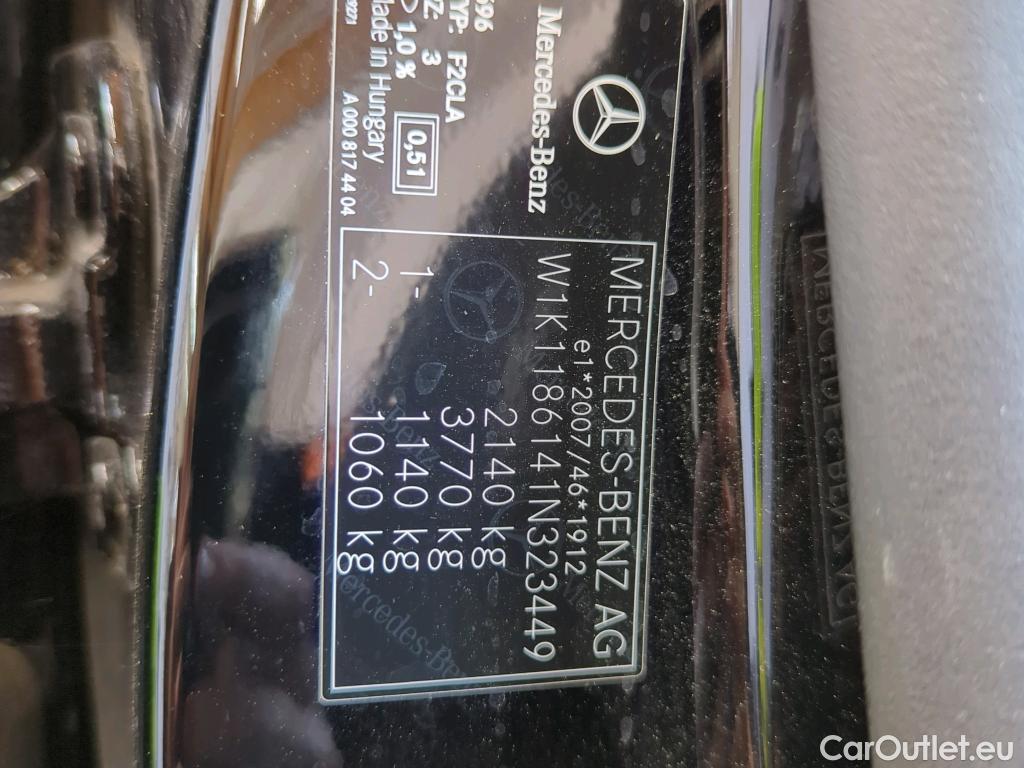 Mercedes-Benz
696
TYP: F2CLA
Z: 3
1,0 %
0,51
Made in Hungary
A 000 817 44 04
MERCEDES-BENZ AG
e1*2007/46*1912
W1K1186141N323449
2140 kg
3770 kg
1- 1140 kg
2- 1060 kg
CarOutlet.eu